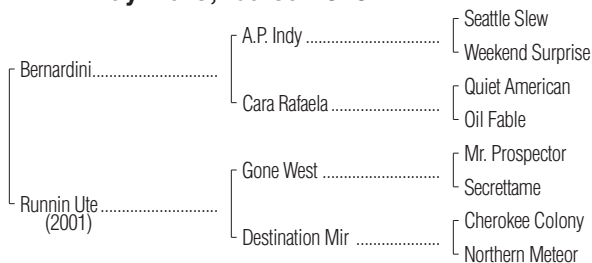 A.P. Indy
Seattle Slew
Weekend Surprise
Bernardini
Cara Rafaela
Quiet American
Oil Fable
Runnin Ute
(2001)
Gone West
Mr. Prospector
Secrettame
Destination Mir
Cherokee Colony
Northern Meteor